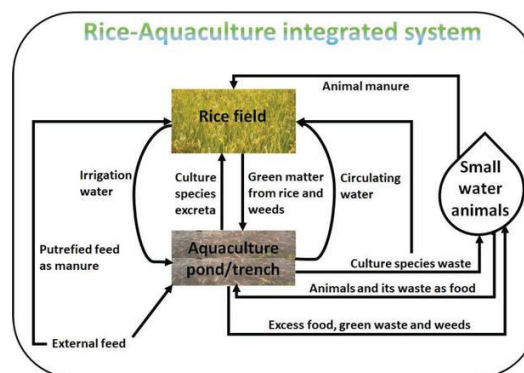 Rice-Aquaculture integrated system
Animal manure
Rice field
Irrigation
water
Culture
species
excreta
Green matter
from rice and
weeds
Circulating
water
Small
water
animals
Putrefied feed
as manure
Aquaculture
pond/trench
Culture species waste
Animals and its waste as food
Excess food, green waste and weeds
External feed